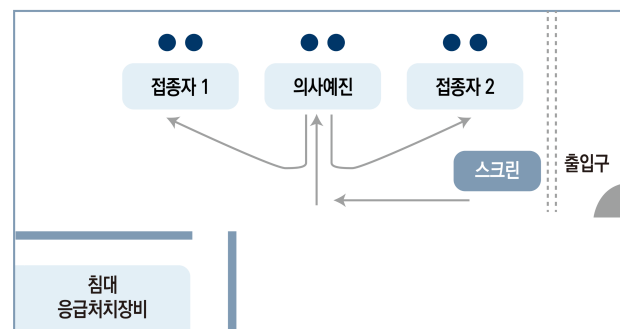 접종자 1
의사예진
접종자 2
스크린
출입구
침대
응급처치장비